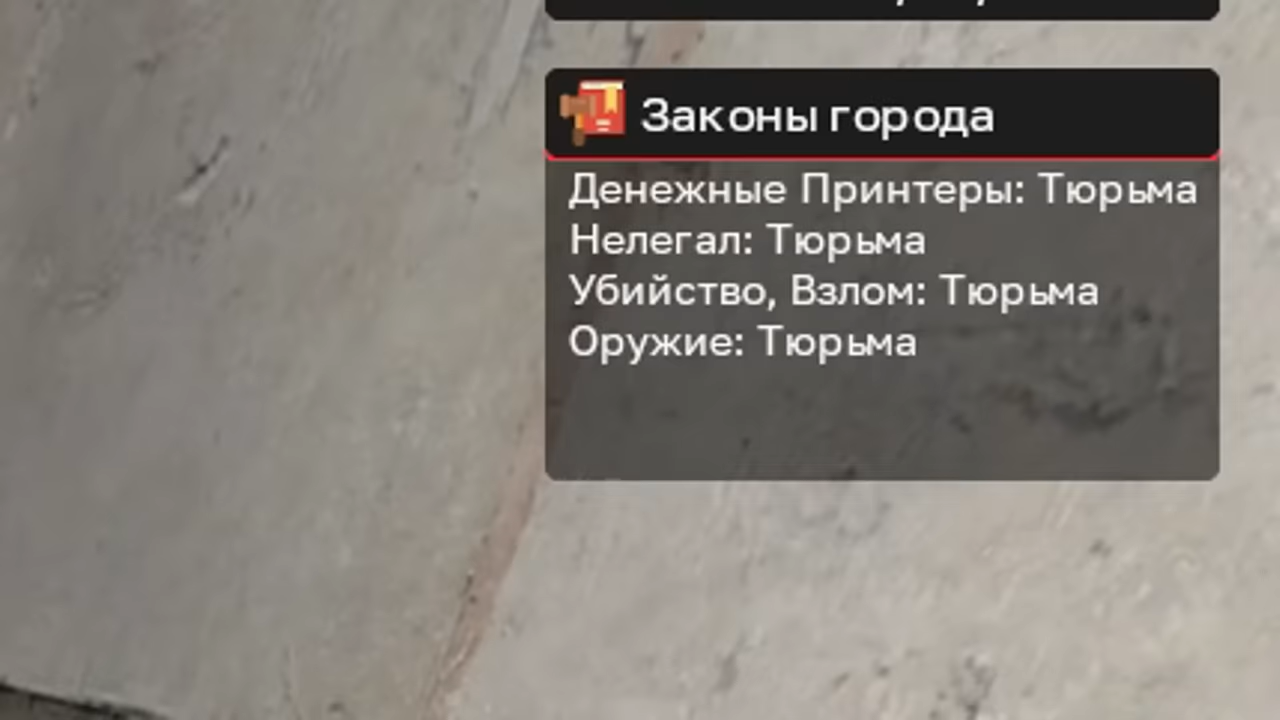 Законы города
Денежные Принтеры: Тюрьма
Нелегал: Тюрьма
Убийство, Взлом: Тюрьма
Оружие: Тюрьма